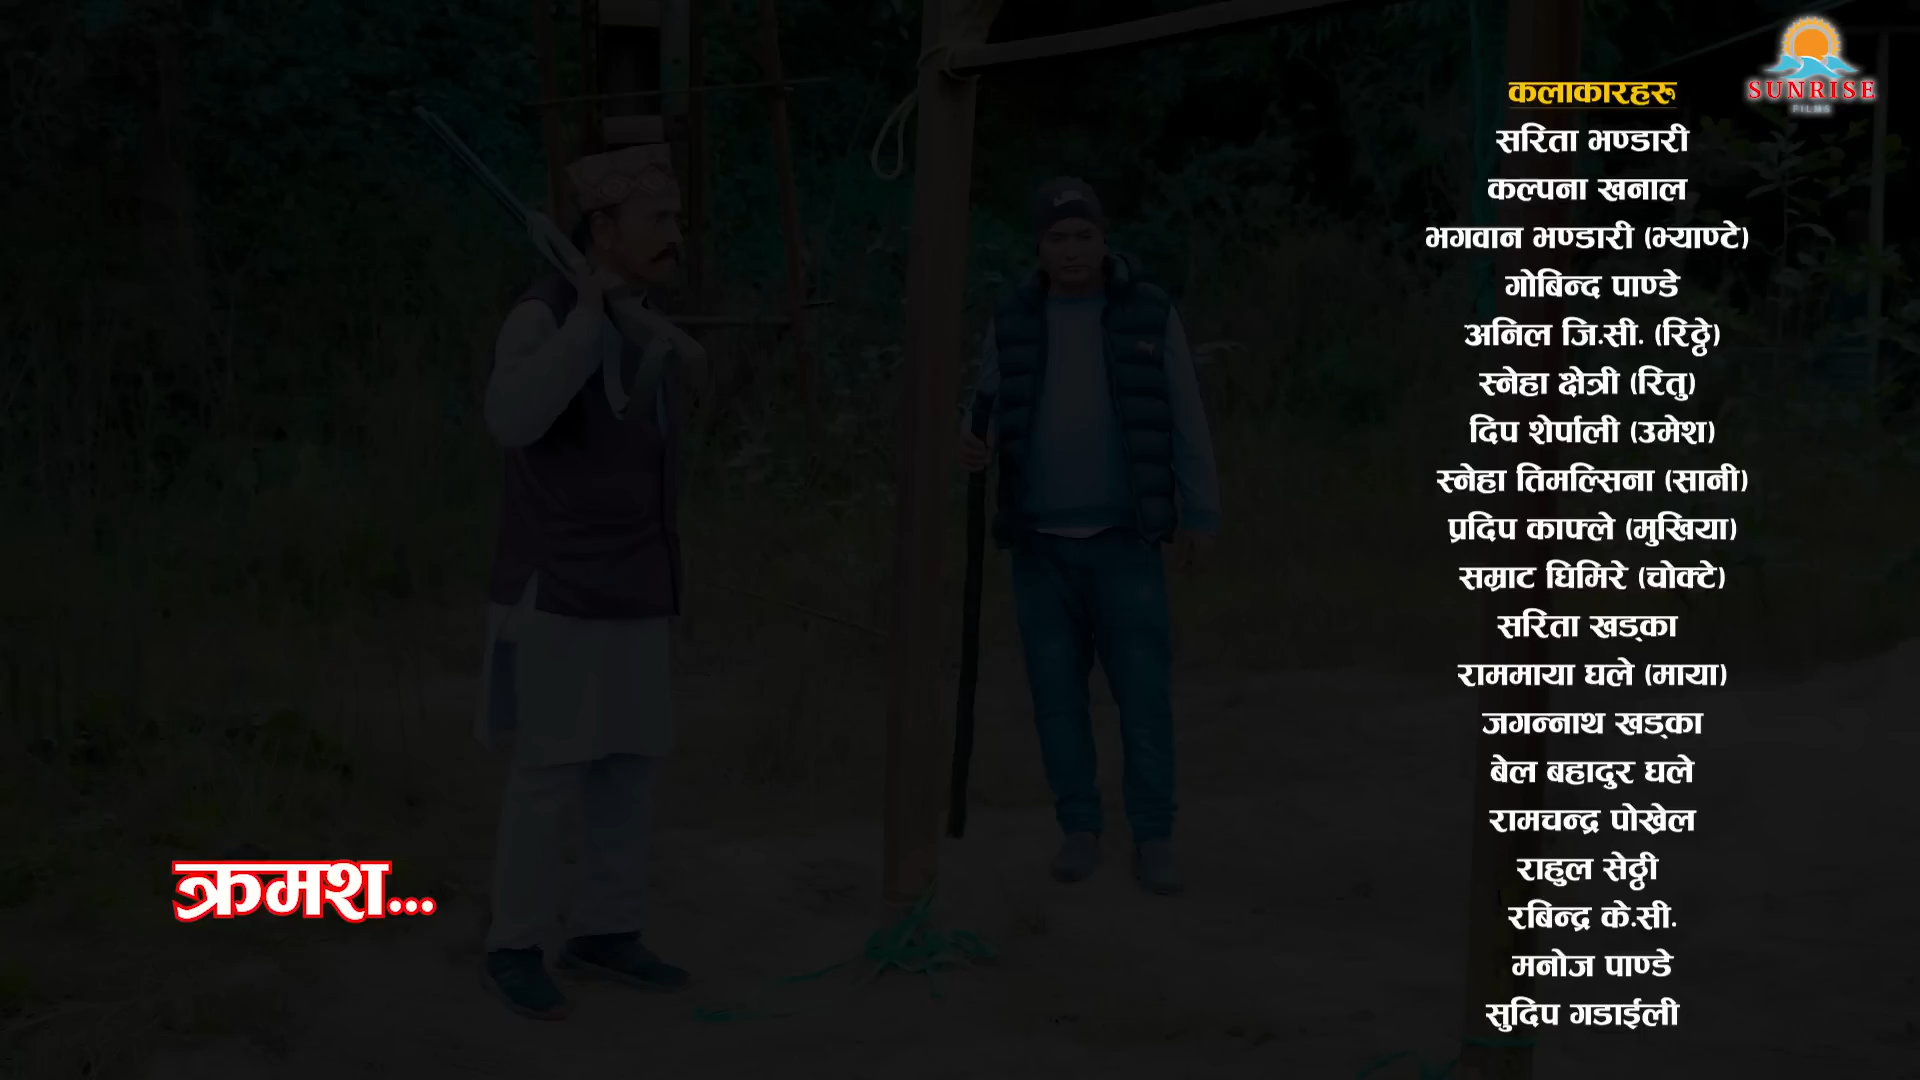 SUNRISE
FILMS
कलाकारहरु
सरिता भण्डारी
कल्पना खनाल
भगवान भण्डारी (भ्याण्टे)
गोबिन्द पाण्डे
अनिल जि.सी. (रिठ्ठे)
स्नेहा क्षेत्री (रितु)
दिप शेर्पाली (उमेश)
स्नेहा तिमल्सिना (सानी)
प्रदिप काफ्ले (मुखिया)
सम्राट घिमिरे (चोक्टे)
सरिता खड्का
राममाया घले (माया)
जगन्नाथ खड्का
बेल बहादुर घले
रामचन्द्र पोख्रेल
राहुल सेठ्ठी
रबिन्द्र के.सी.
मनोज पाण्डे
सुदिप गडाईली
क्रमश...